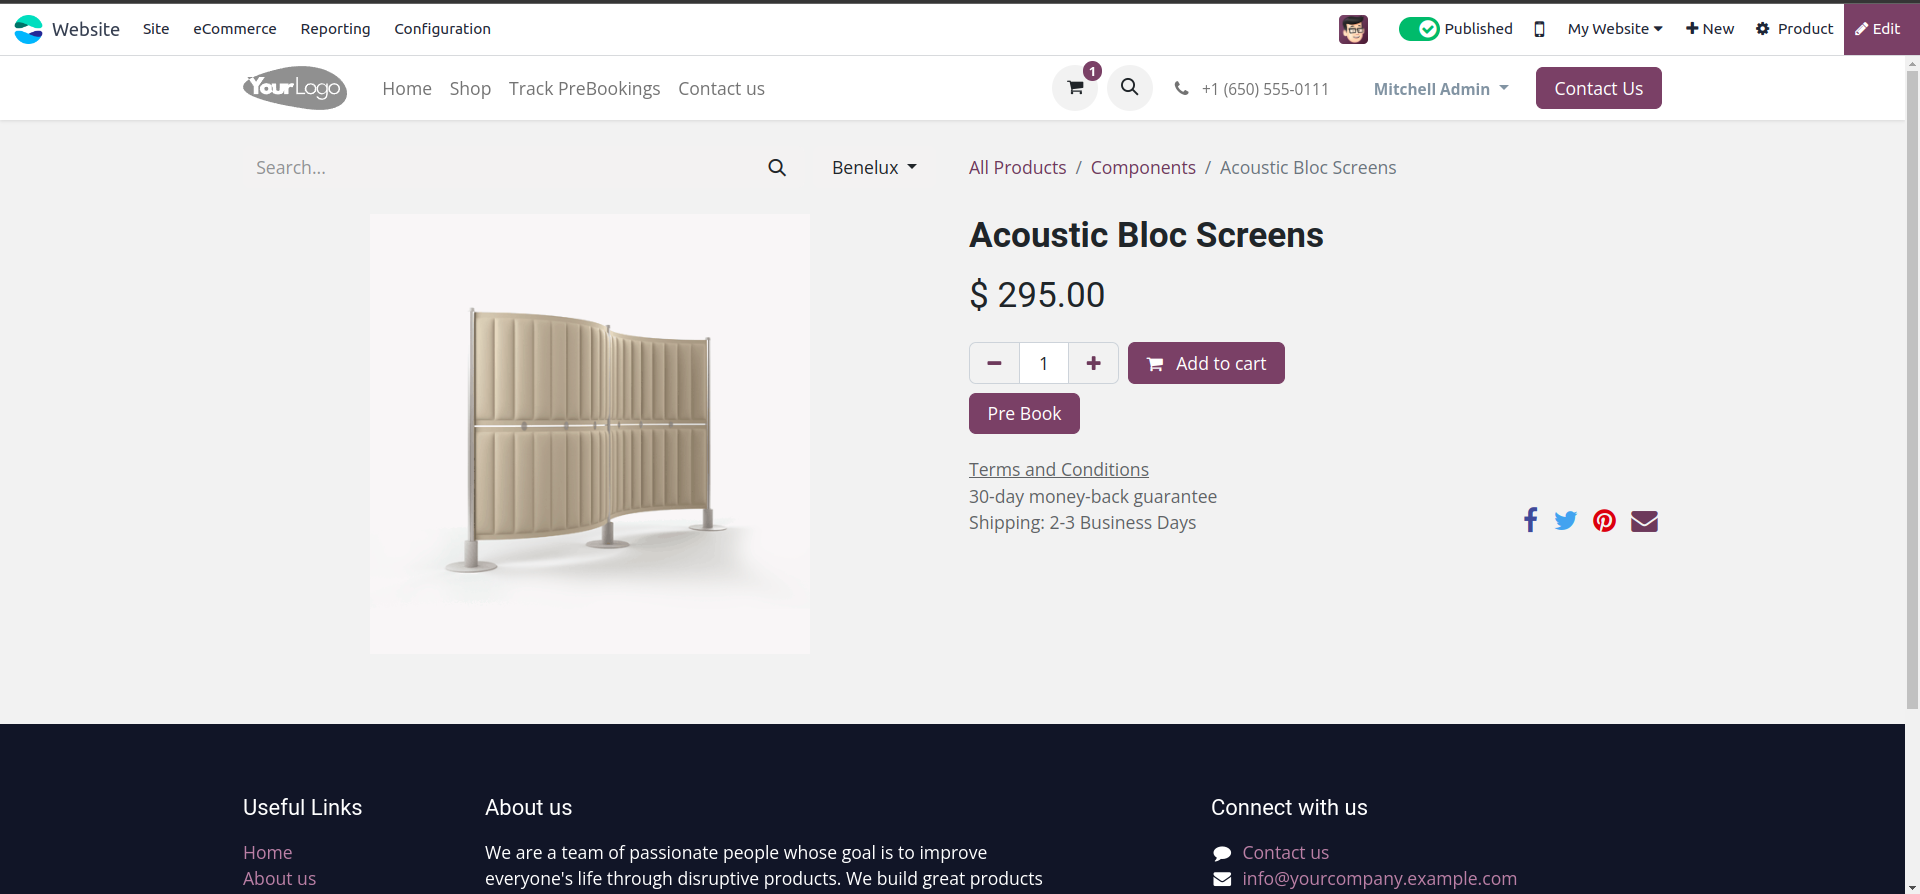 Website Site eCommerce Reporting Configuration Published My Website New Product Edit
YourLogo Home Shop Track PreBookings Contact us 1 +1 (650) 555-0111 Mitchell Admin Contact Us
Search... Benelux All Products / Components / Acoustic Bloc Screens
Acoustic Bloc Screens
$ 295.00
1 Add to cart
Pre Book
Terms and Conditions
30-day money-back guarantee
Shipping: 2-3 Business Days
Useful Links
Home
About us
About us
We are a team of passionate people whose goal is to improve
everyone's life through disruptive products. We build great products
Connect with us
Contact us
info@yourcompany.example.com